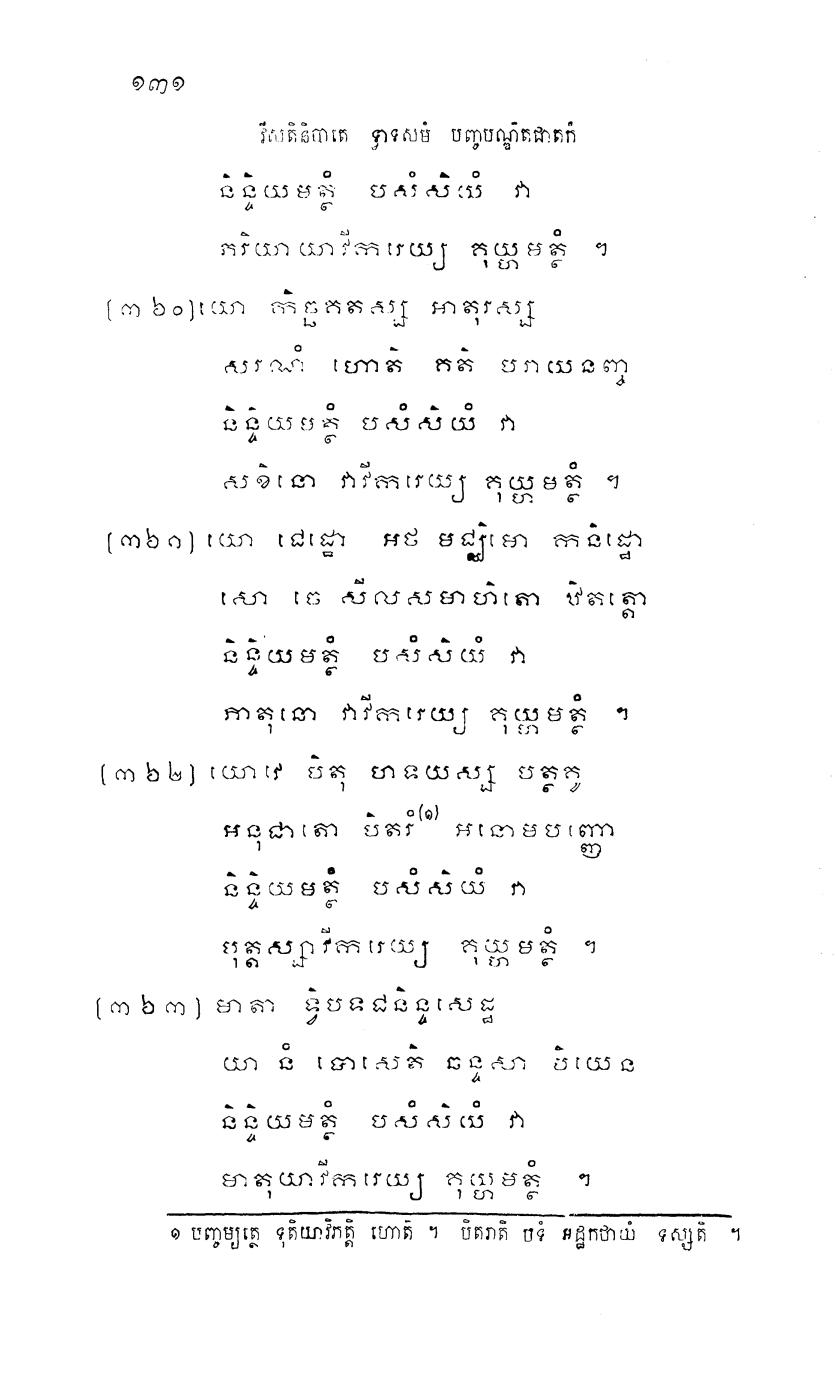 ១៣១
វីសតិនិបាតេ ទ្វាទសមំ បញ្ចបណ្ឌិតជាតកំ
និន្ទិយមត្ថំ បសំសិយំ វា
ភរិយាយាវីករេយ្យ គុយ្ហមត្ថំ ។
(៣៦០) យោ កិច្ឆគតស្ស អាតុរស្ស
សរណំ ហោតិ គតិ បរាយនញ្ច
និន្ទិយមត្ថំ បសំសិយំ វា
សខិនោ វាវីករេយ្យ គុយ្ហមត្ថំ ។
(៣៦១) យោ ជេដ្ឋោ អថ មជ្ឈិមោ កនិដ្ឋោ
សោ ចេ សីលសមាហិតោ ឋិតត្តោ
និន្ទិយមត្ថំ បសំសិយំ វា
ភាតុនោ វាវីករេយ្យ គុយ្ហមត្ថំ ។
(៣៦២) យោវេ បិតុ ហទយស្ស បត្ថគូ
អនុជាតោ បិតរំ(១) អនោមបញ្ញោ
និន្ទិយមត្ថំ បសំសិយំ វា
បុត្តស្សាវីករេយ្យ គុយ្ហមត្ថំ ។
(៣៦៣) មាតា ទ្វិបទជនិន្ទសេដ្ឋ
យា នំ បោសេតិ ឆន្ទសា បិយេន
និន្ទិយមត្ថំ បសំសិយំ វា
មាតុយាវីករេយ្យ គុយ្ហមត្ថំ ។
១ បញ្ចម្យត្ថេ ទុតិយាវិភត្តិ ហោតិ ។ បិតរាតិ បទំ អដ្ឋកថាយំ ទស្សតិ ។